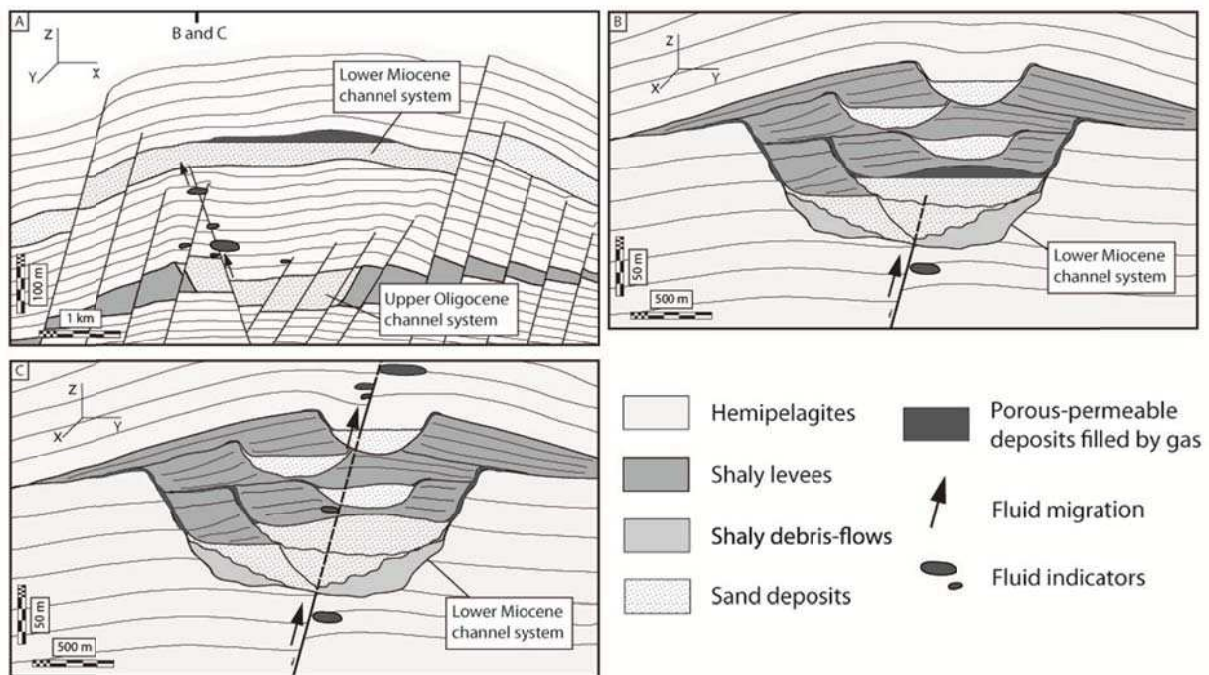 A
B and C
Z
Y
X
Lower Miocene
channel system
Upper Oligocene
channel system
100 m
1 km
B
Z
X
Y
Lower Miocene
channel system
50 m
500 m
C
Z
X
Y
Lower Miocene
channel system
50 m
500 m
Hemipelagites
Shaly levees
Shaly debris-flows
Sand deposits
Porous-permeable
deposits filled by gas
Fluid migration
Fluid indicators